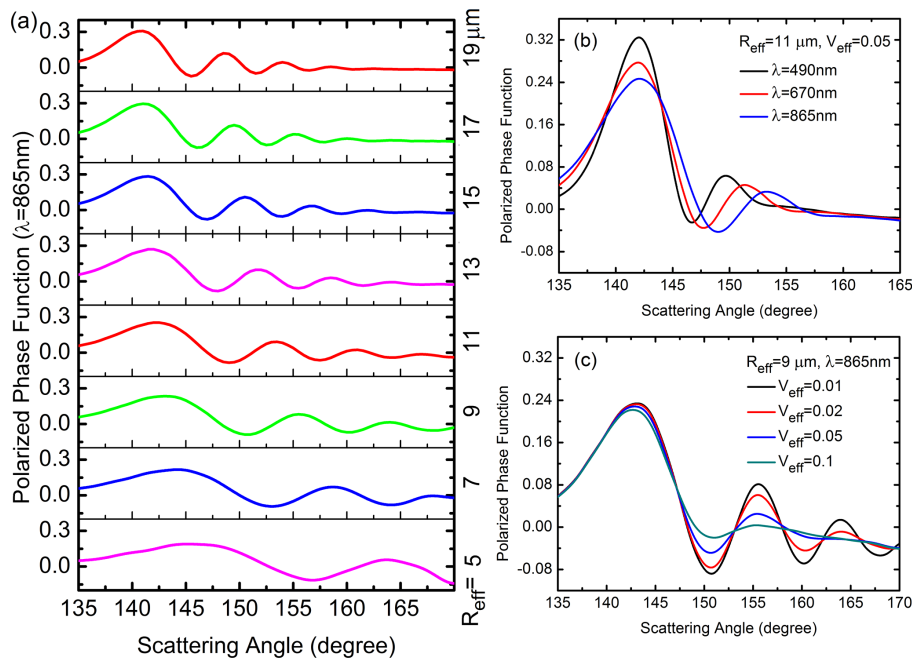 (a)
Polarized Phase Function (λ=865nm)
0.3
0.0
19 μm
0.3
0.0
17
0.3
0.0
15
0.3
0.0
13
0.3
0.0
11
0.3
0.0
9
0.3
0.0
7
0.3
0.0
Reff= 5
135 140 145 150 155 160 165
Scattering Angle (degree)
(b)
Reff=11 μm, Veff=0.05
λ=490nm
λ=670nm
λ=865nm
Polarized Phase Function
0.32
0.24
0.16
0.08
0.00
-0.08
135 140 145 150 155 160 165
Scattering Angle (degree)
(c)
Reff=9 μm, λ=865nm
Veff=0.01
Veff=0.02
Veff=0.05
Veff=0.1
Polarized Phase Function
0.32
0.24
0.16
0.08
0.00
-0.08
135 140 145 150 155 160 165 170
Scattering Angle (degree)